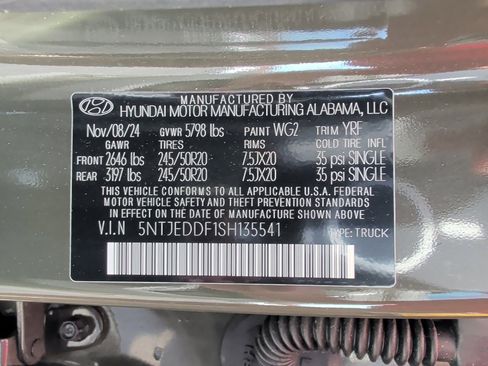 MANUFACTURED BY
HYUNDAI MOTOR MANUFACTURING ALABAMA, LLC
Nov/08/24 GVWR 5798 lbs PAINT WG2 TRIM YRF
GAWR TIRES RIMS COLD TIRE INFL
FRONT 2646 lbs 245/50R20 7.5JX20 35 psi SINGLE
REAR 3197 lbs 245/50R20 7.5JX20 35 psi SINGLE
THIS VEHICLE CONFORMS TO ALL APPLICABLE U.S.A. FEDERAL
MOTOR VEHICLE SAFETY AND THEFT PREVENTION STANDARDS
IN EFFECT ON THE DATE OF MANUFACTURE SHOWN ABOVE.
V.I.N 5NTJEDDF1SH135541 TYPE: TRUCK